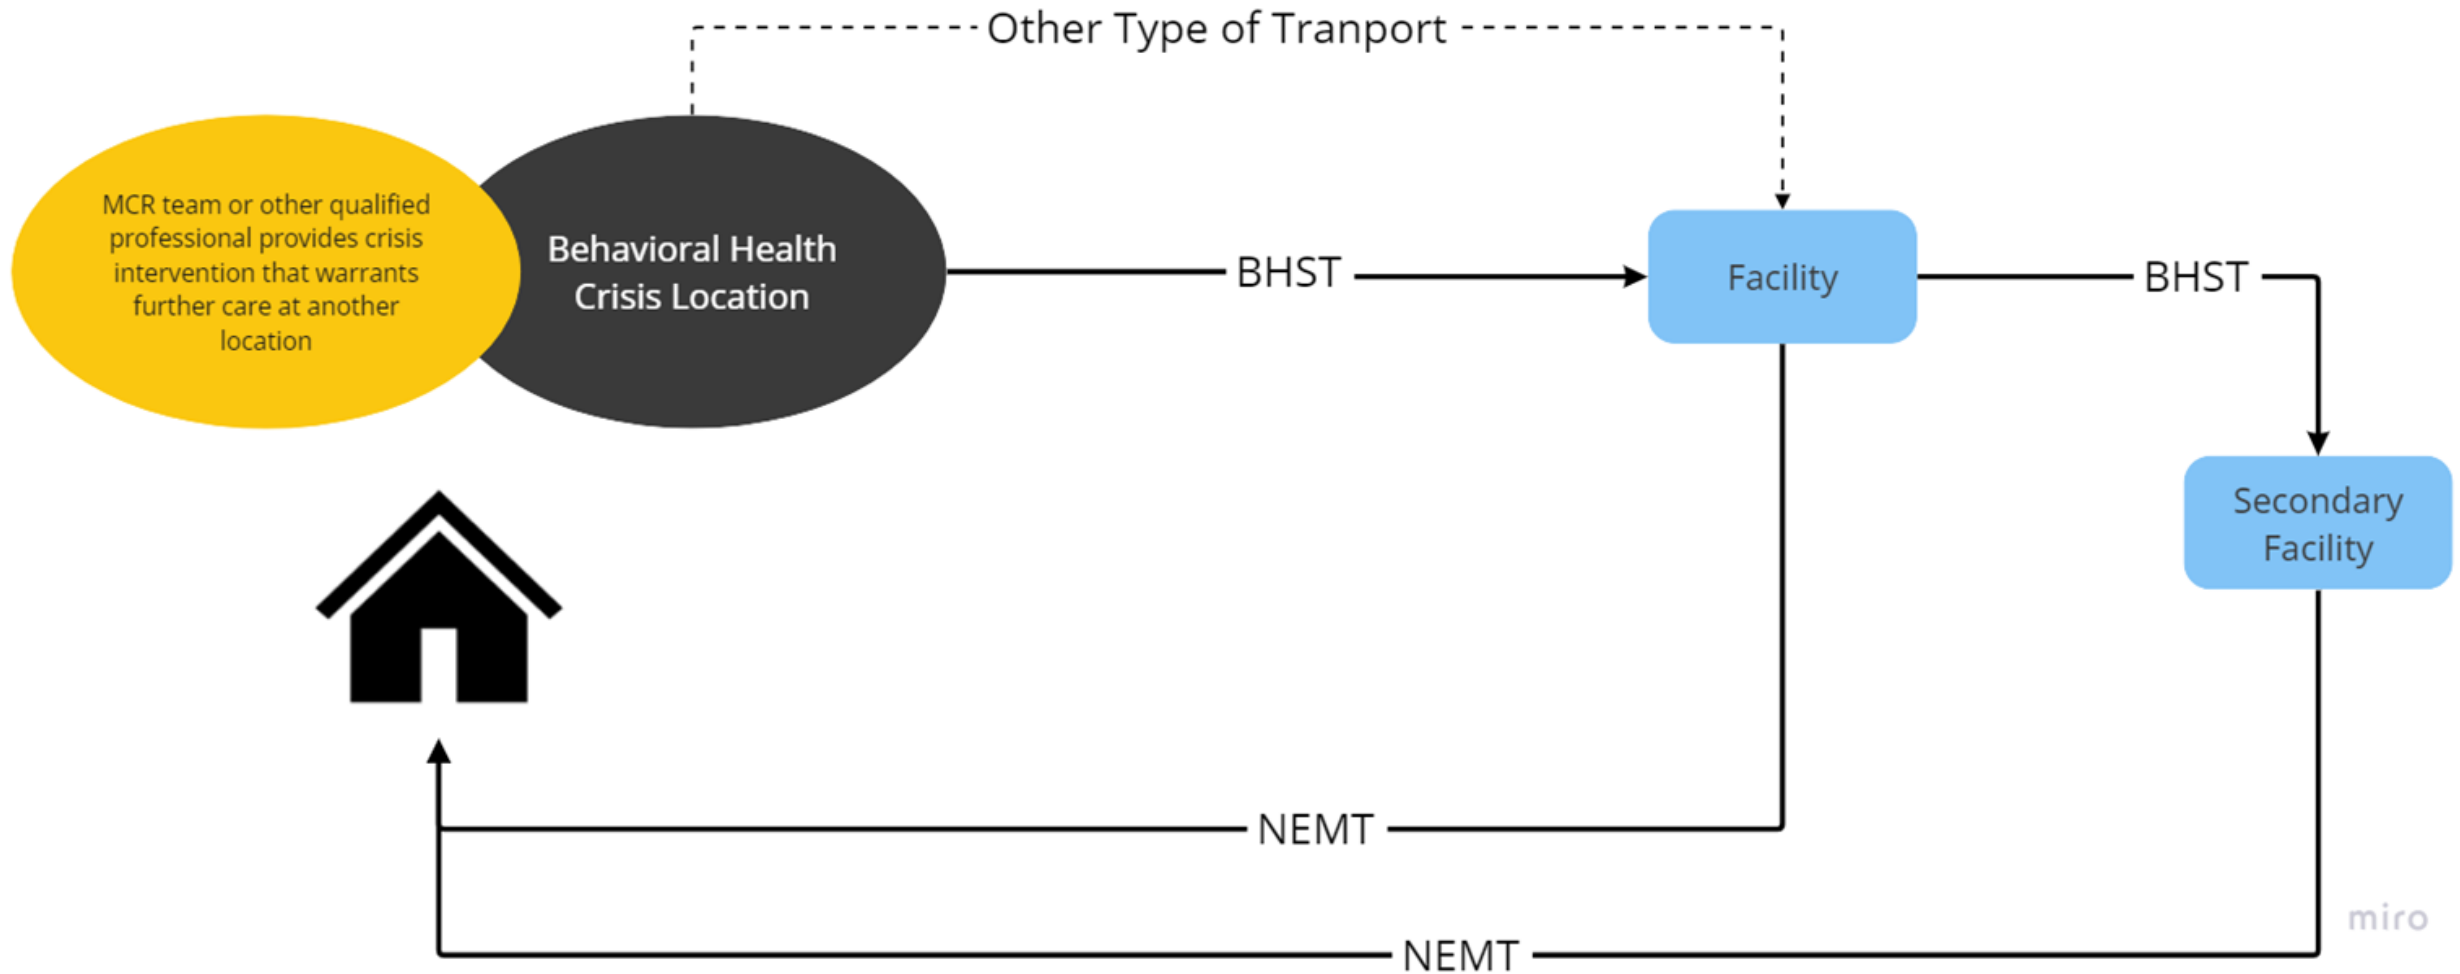 Other Type of Tranport
MCR team or other qualified
professional provides crisis
intervention that warrants
further care at another
location
Behavioral Health
Crisis Location
BHST
Facility
BHST
Secondary
Facility
NEMT
NEMT
miro